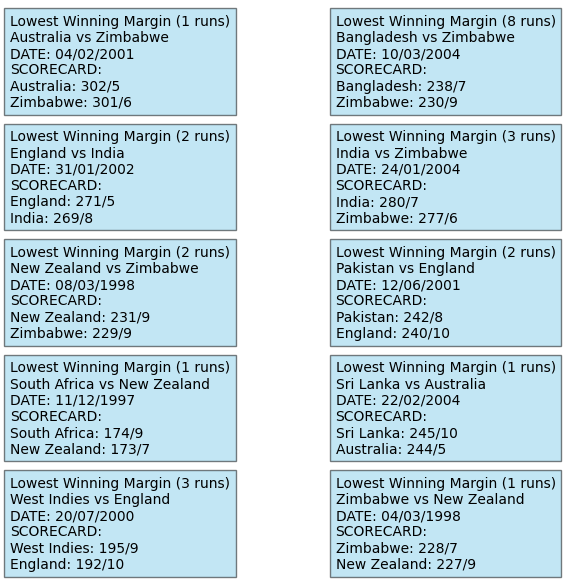 Lowest Winning Margin (1 runs)
Australia vs Zimbabwe
DATE: 04/02/2001
SCORECARD:
Australia: 302/5
Zimbabwe: 301/6
Lowest Winning Margin (8 runs)
Bangladesh vs Zimbabwe
DATE: 10/03/2004
SCORECARD:
Bangladesh: 238/7
Zimbabwe: 230/9
Lowest Winning Margin (2 runs)
England vs India
DATE: 31/01/2002
SCORECARD:
England: 271/5
India: 269/8
Lowest Winning Margin (3 runs)
India vs Zimbabwe
DATE: 24/01/2004
SCORECARD:
India: 280/7
Zimbabwe: 277/6
Lowest Winning Margin (2 runs)
New Zealand vs Zimbabwe
DATE: 08/03/1998
SCORECARD:
New Zealand: 231/9
Zimbabwe: 229/9
Lowest Winning Margin (2 runs)
Pakistan vs England
DATE: 12/06/2001
SCORECARD:
Pakistan: 242/8
England: 240/10
Lowest Winning Margin (1 runs)
South Africa vs New Zealand
DATE: 11/12/1997
SCORECARD:
South Africa: 174/9
New Zealand: 173/7
Lowest Winning Margin (1 runs)
Sri Lanka vs Australia
DATE: 22/02/2004
SCORECARD:
Sri Lanka: 245/10
Australia: 244/5
Lowest Winning Margin (3 runs)
West Indies vs England
DATE: 20/07/2000
SCORECARD:
West Indies: 195/9
England: 192/10
Lowest Winning Margin (1 runs)
Zimbabwe vs New Zealand
DATE: 04/03/1998
SCORECARD:
Zimbabwe: 228/7
New Zealand: 227/9